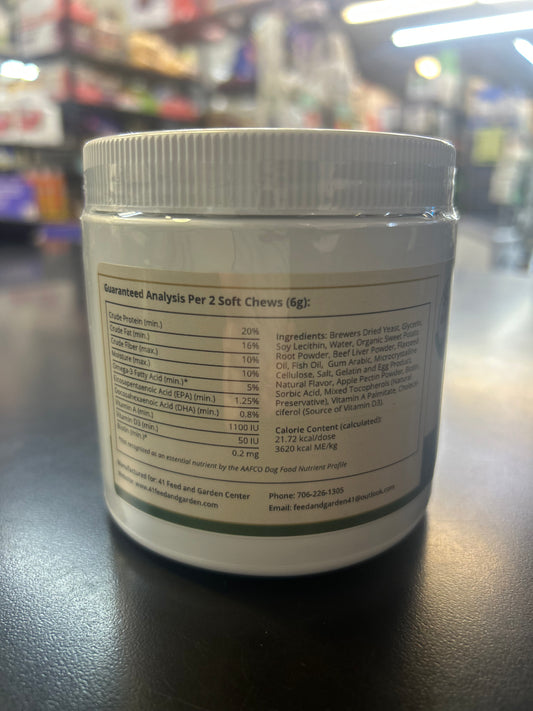 Guaranteed Analysis Per 2 Soft Chews (6g):
Crude Protein (min.) 20%
Crude Fat (min.) 16%
Crude Fiber (max.) 10%
Moisture (max.) 10%
Omega-3 Fatty Acid (min.)* 5%
Eicosapentaenoic Acid (EPA) (min.) 1.25%
Docosahexaenoic Acid (DHA) (min.) 0.8%
Vitamin A (min.) 1100 IU
Vitamin D3 (min.) 50 IU
Biotin (min.)* 0.2 mg
*not recognized as an essential nutrient by the AAFCO Dog Food Nutrient Profile
Ingredients: Brewers Dried Yeast, Glycerin,
Soy Lecithin, Water, Organic Sweet Potato
Root Powder, Beef Liver Powder, Flaxseed
Oil, Fish Oil, Gum Arabic, Microcrystalline
Cellulose, Salt, Gelatin and Egg Product,
Natural Flavor, Apple Pectin Powder, Biotin,
Sorbic Acid, Mixed Tocopherols (Natural
Preservative), Vitamin A Palmitate, Cholecal-
ciferol (Source of Vitamin D3).
Calorie Content (calculated):
21.72 kcal/dose
3620 kcal ME/kg
Manufactured for: 41 Feed and Garden Center
Website: www.41feedandgarden.com
Phone: 706-226-1305
Email: feedandgarden41@outlook.com